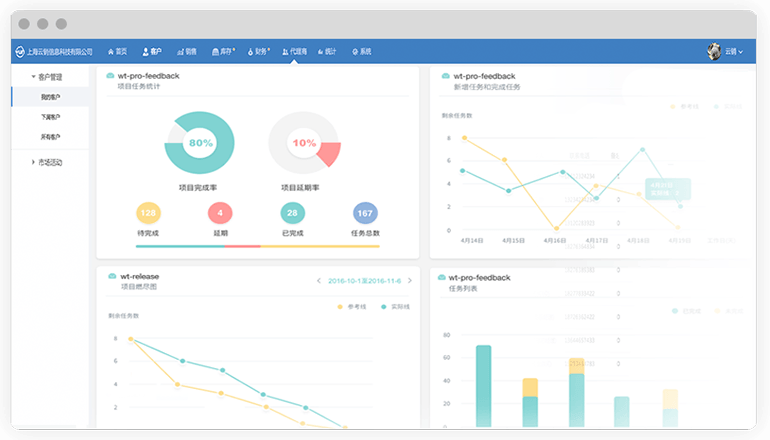 上海云销信息科技有限公司
首页
客户
销售
库存
财务
代理商
统计
系统
云销
客户管理
我的客户
下属客户
所有客户
市场活动
wt-pro-feedback
项目任务统计
80%
10%
项目完成率
项目延期率
128
4
28
167
待完成
延期
已完成
任务总数
wt-pro-feedback
新增任务和完成任务
参考线
剩余任务数
8
6
4
2
0
4月14日
4月15日
4月16日
4月17日
4月18日
4月19日
wt-release
项目燃尽图
2016-10-1至2016-11-6
参考线
实际线
剩余任务数
8
6
4
2
wt-pro-feedback
任务列表
80
60
40
20
0